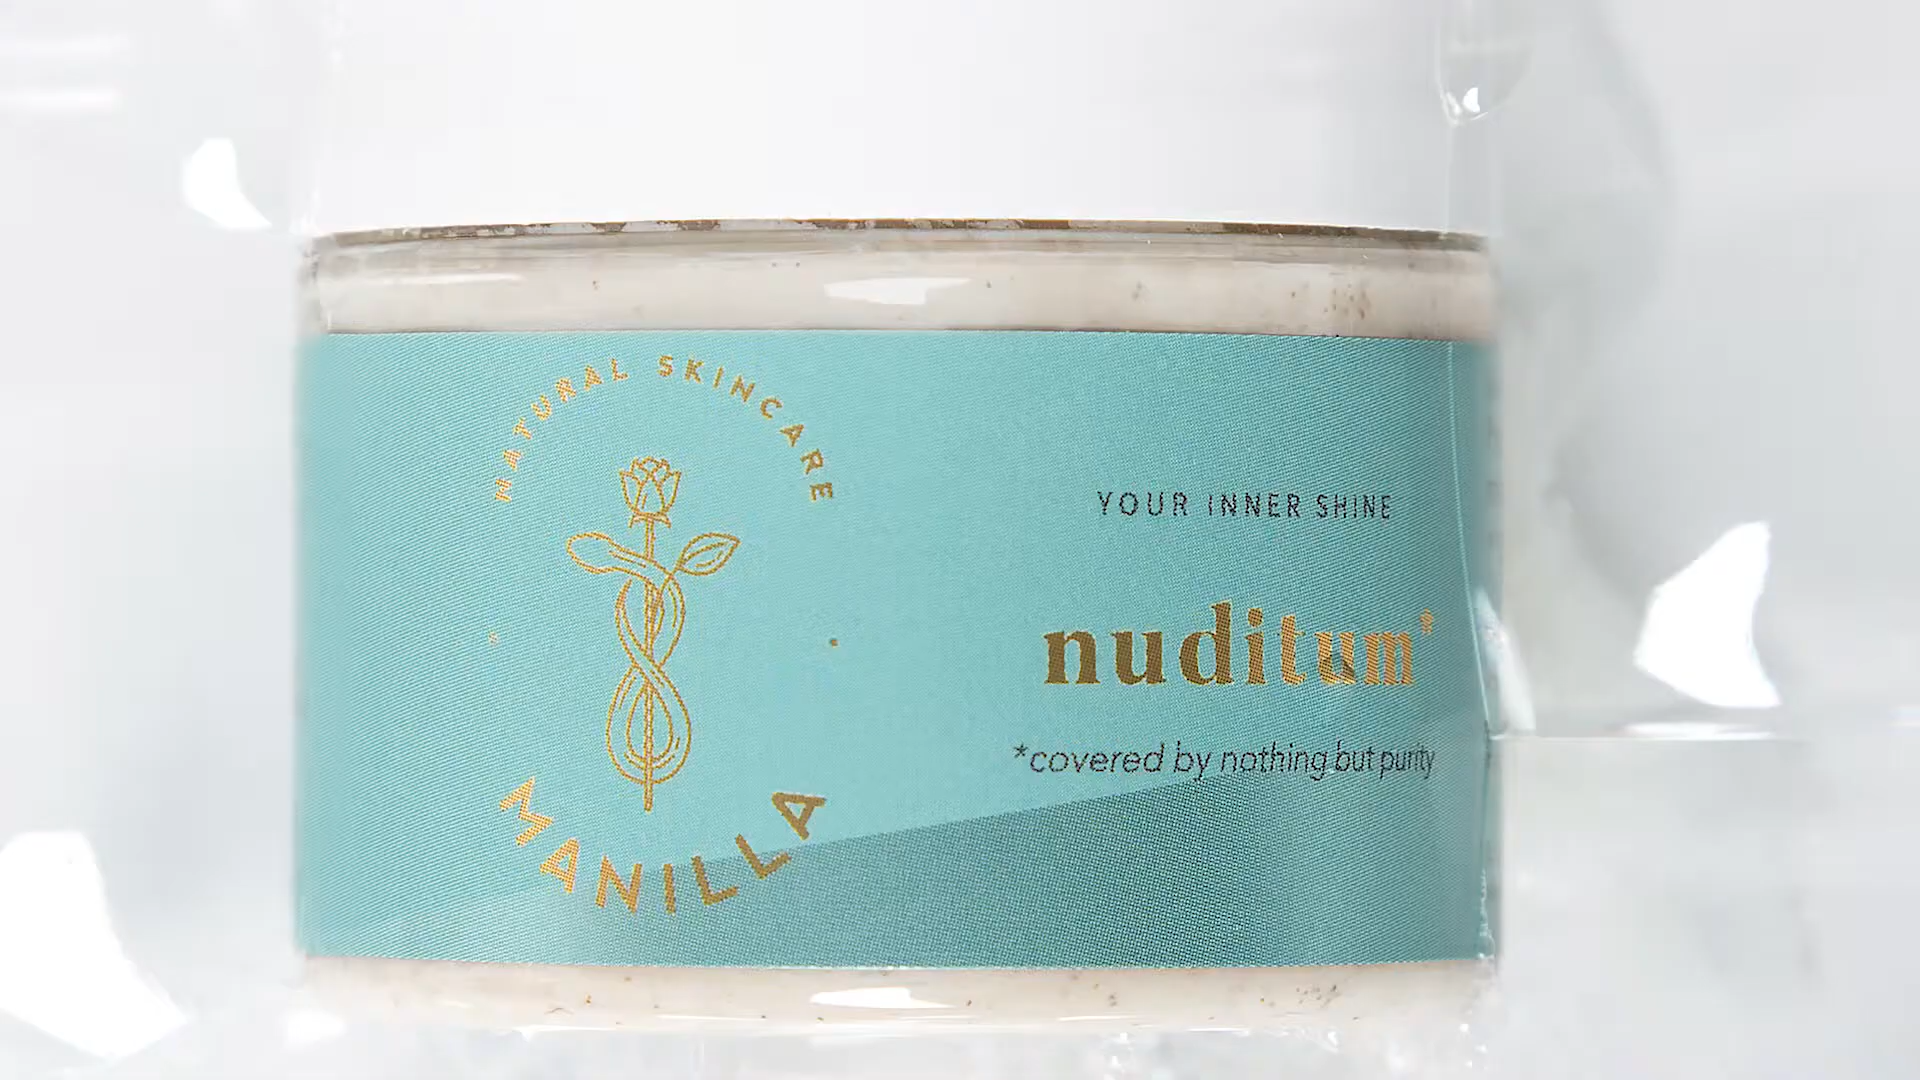 NATURAL SKINCARE
MANILLA
YOUR INNER SHINE
nuditum*
*covered by nothing but purity